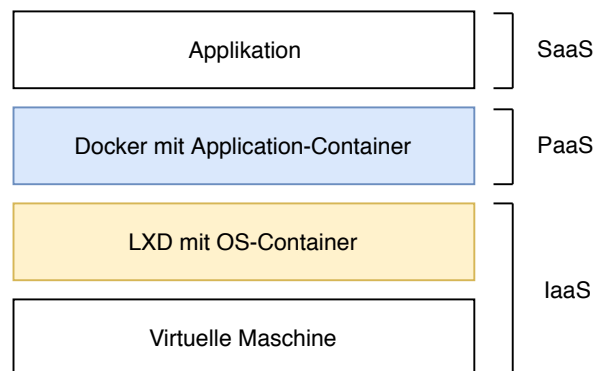 Applikation
SaaS
Docker mit Application-Container
PaaS
LXD mit OS-Container
IaaS
Virtuelle Maschine